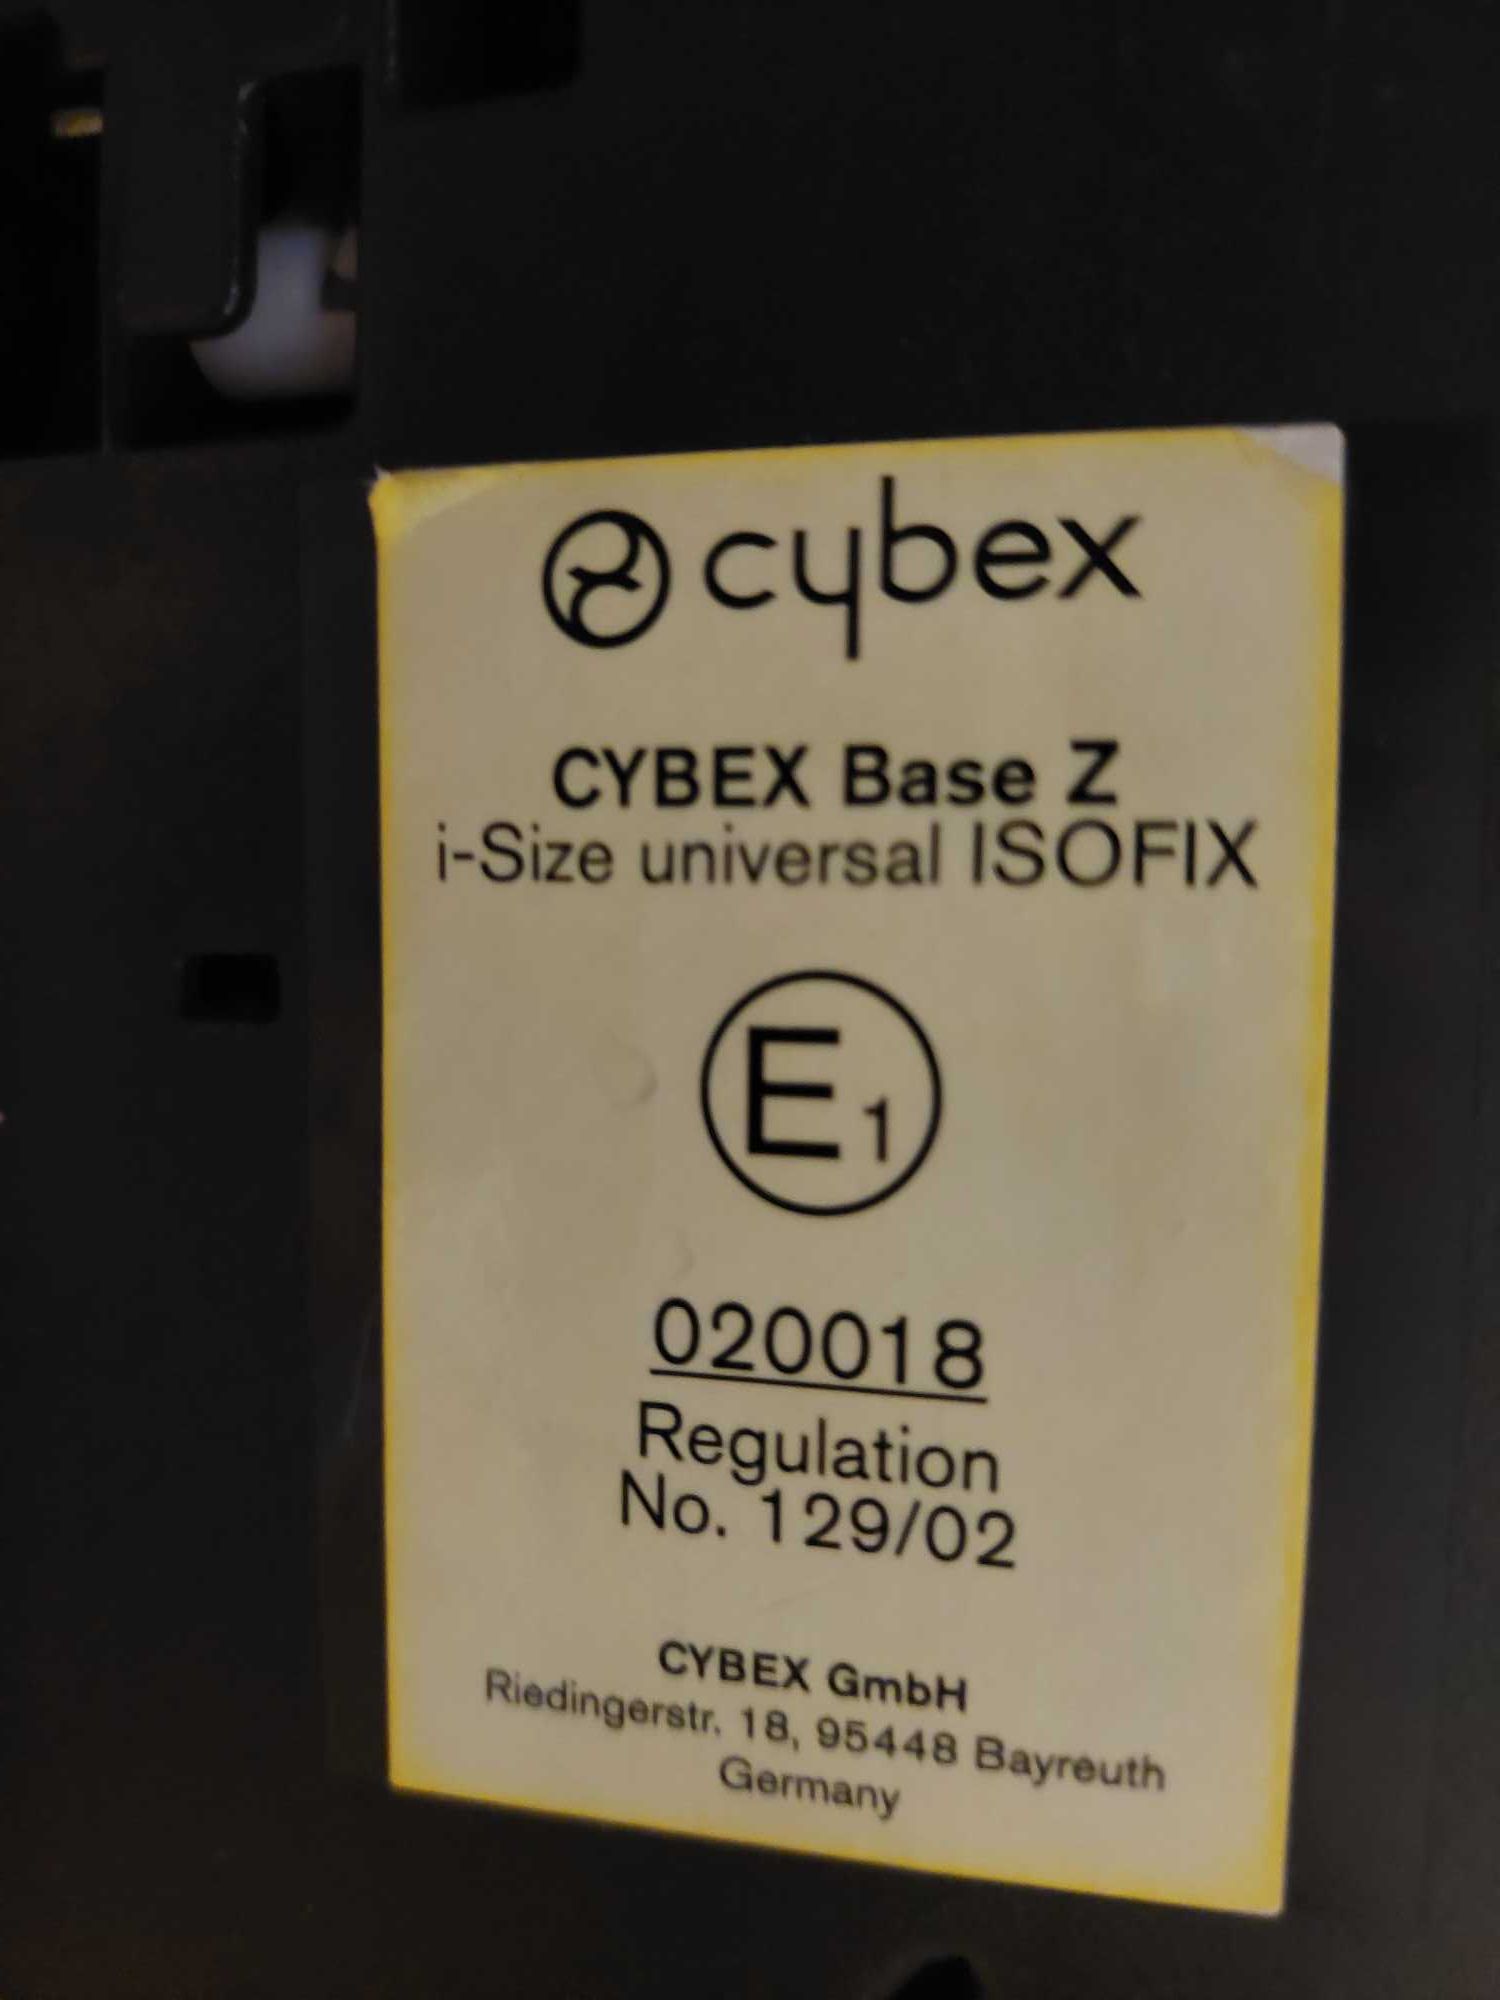 cybex
CYBEX Base Z
i-Size universal ISOFIX
E1
020018
Regulation
No. 129/02
CYBEX GmbH
Riedingerstr. 18, 95448 Bayreuth
Germany